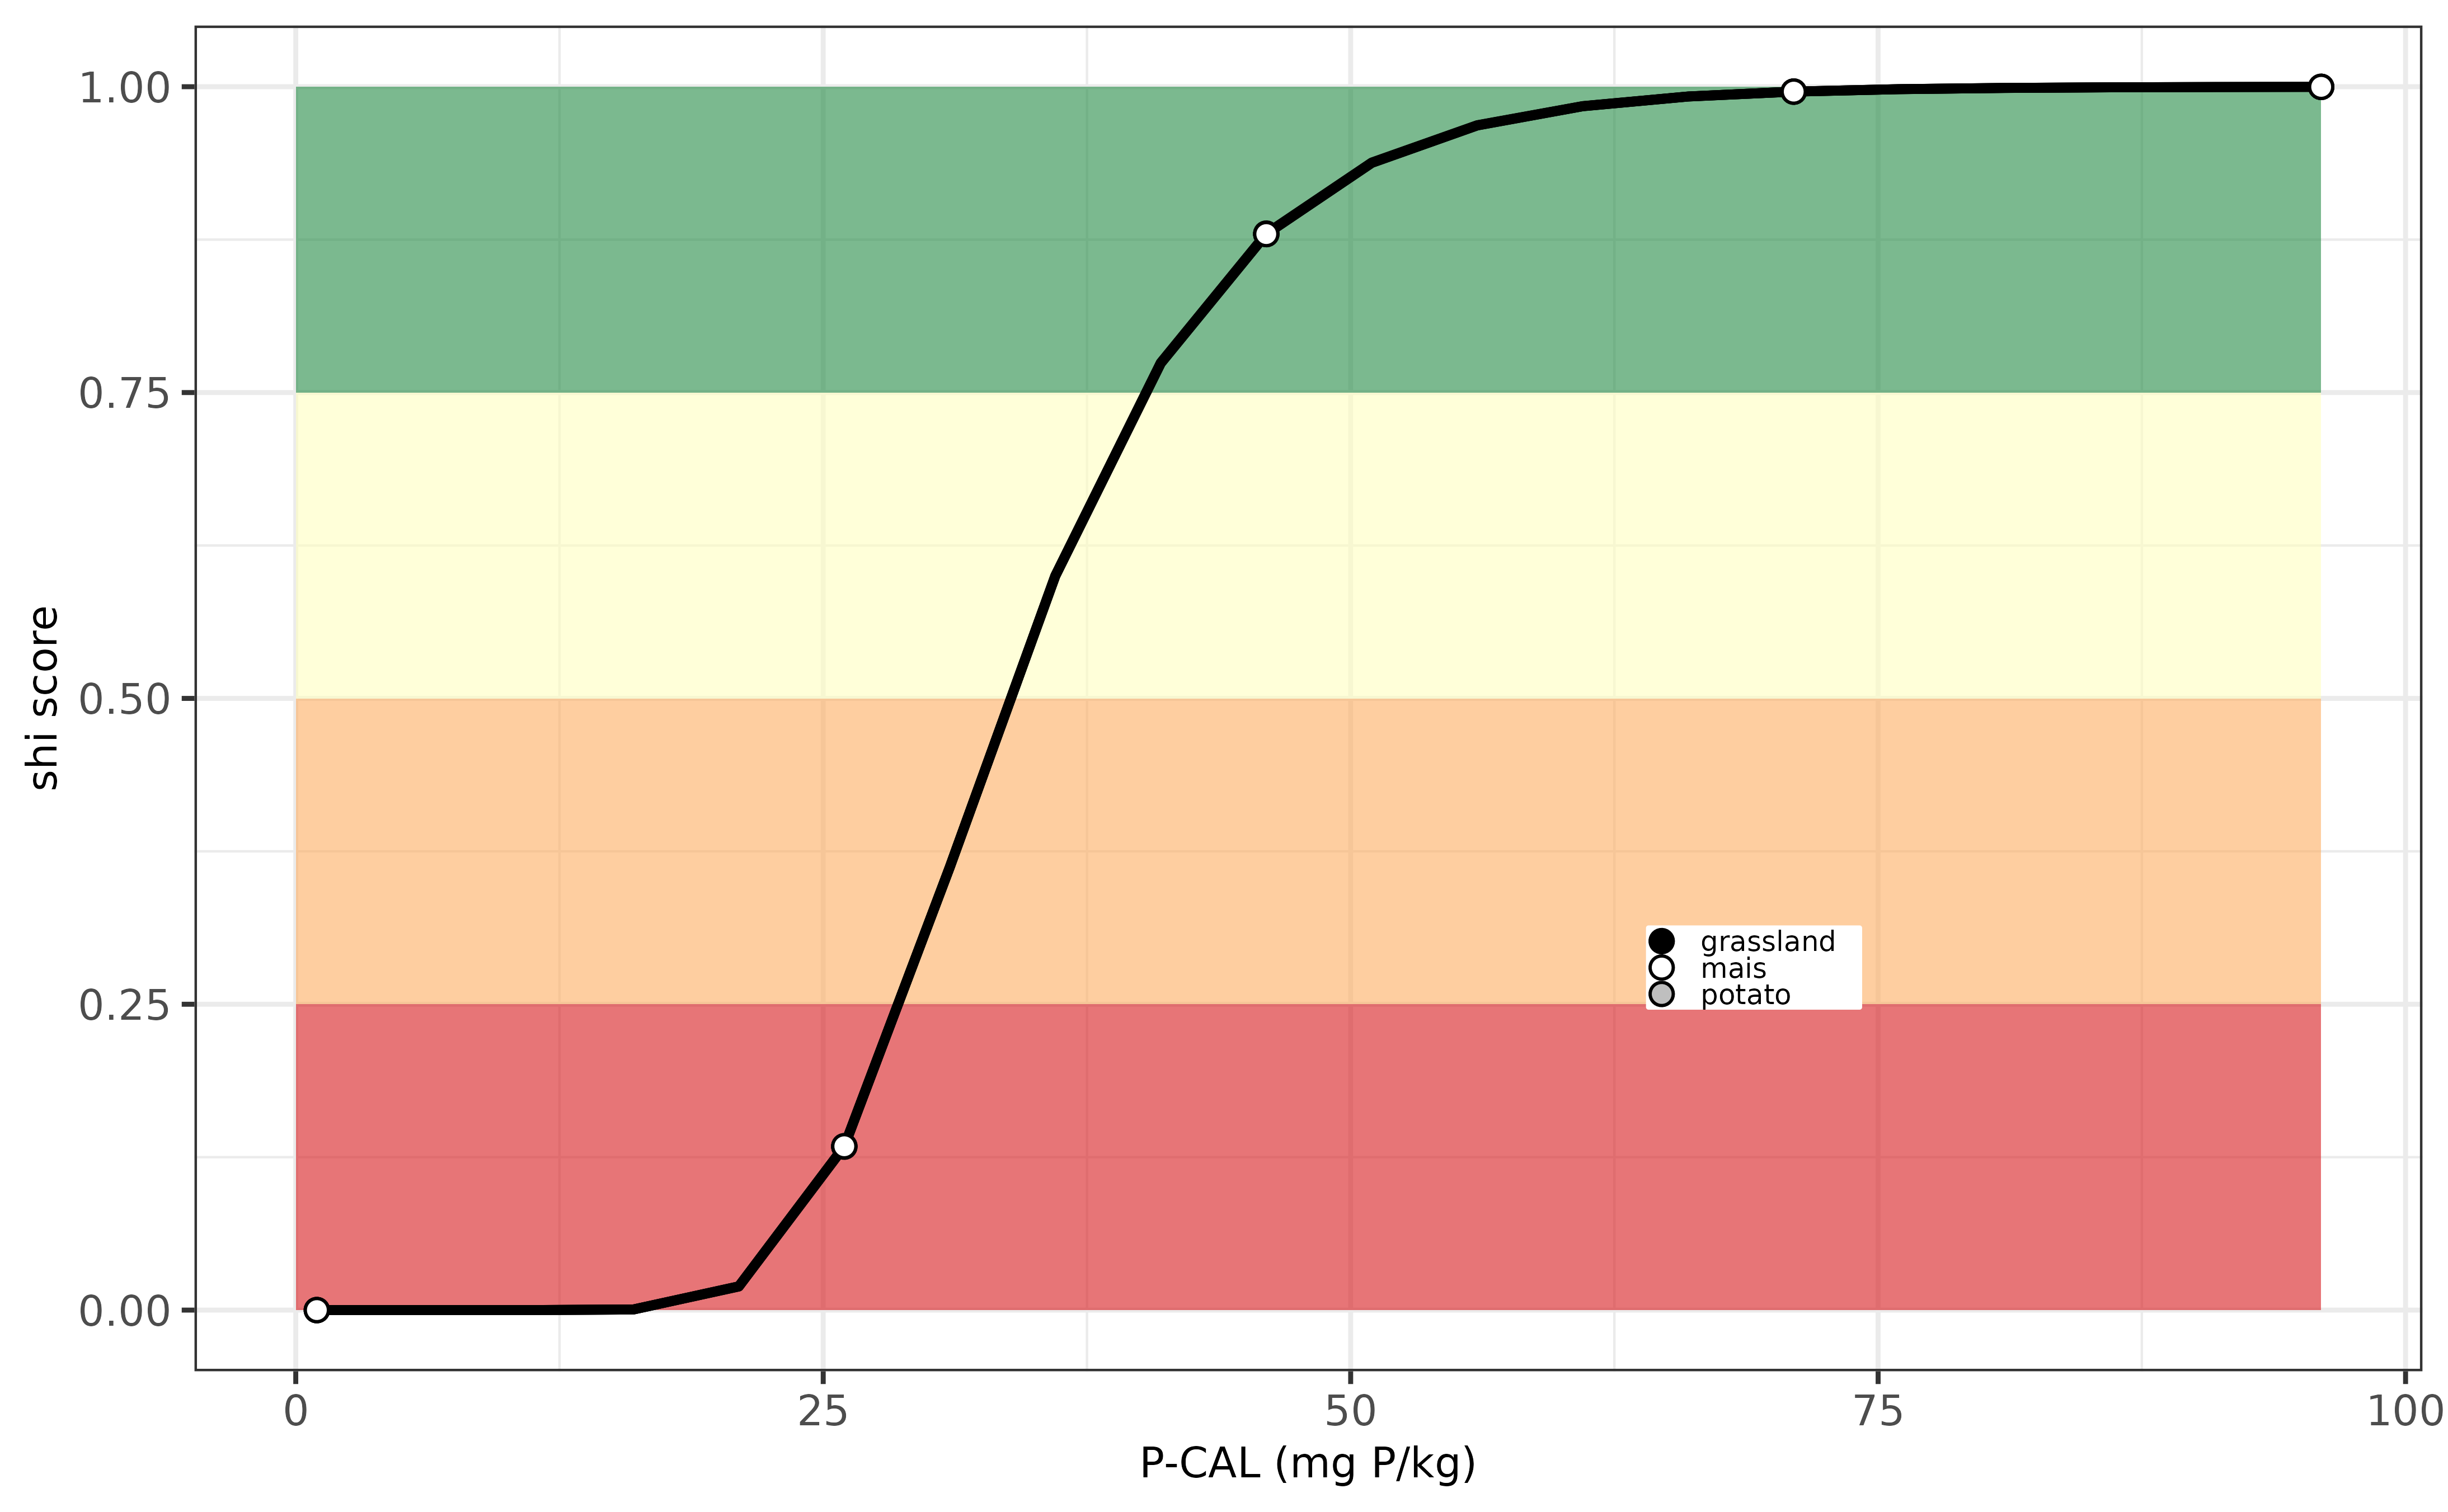 1.00
0.75
0.50
0.25
0.00
shi score
grassland
mais
potato
0 25 50 75 100
P-CAL (mg P/kg)